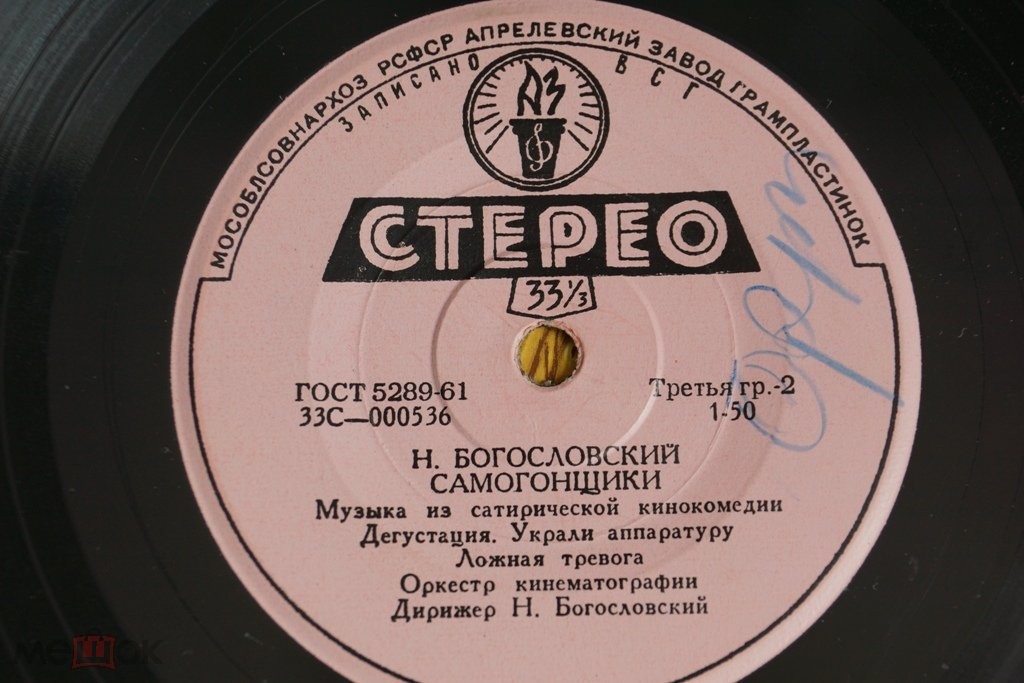 МОСОБЛСОВНАРХОЗ РСФСР АПРЕЛЕВСКИЙ ЗАВОД ГРАМПЛАСТИНОК
ЗАПИСАНО ВСГ
АЗ
СТЕРЕО
33⅓
ГОСТ 5289-61
Третья гр.-2
33С—000536
1-50
Н. БОГОСЛОВСКИЙ
САМОГОНЩИКИ
Музыка из сатирической кинокомедии
Дегустация. Украли аппаратуру
Ложная тревога
Оркестр кинематографии
Дирижер Н. Богословский
мешок